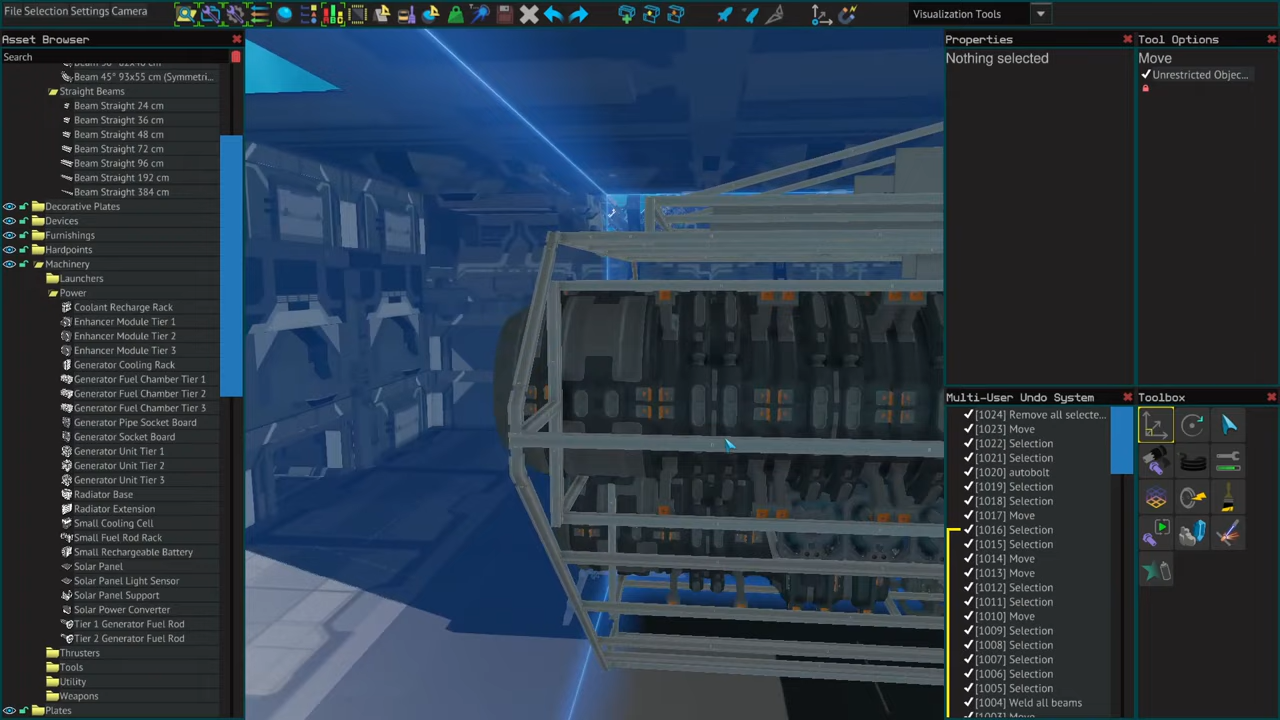 File Selection Settings Camera
Visualization Tools
Asset Browser
Search
Beam 45° 93x55 cm (Symmetri...
Straight Beams
Beam Straight 24 cm
Beam Straight 36 cm
Beam Straight 48 cm
Beam Straight 72 cm
Beam Straight 96 cm
Beam Straight 192 cm
Beam Straight 384 cm
Decorative Plates
Devices
Furnishings
Hardpoints
Machinery
Launchers
Power
Coolant Recharge Rack
Enhancer Module Tier 1
Enhancer Module Tier 2
Enhancer Module Tier 3
Generator Cooling Rack
Generator Fuel Chamber Tier 1
Generator Fuel Chamber Tier 2
Generator Fuel Chamber Tier 3
Generator Pipe Socket Board
Generator Socket Board
Generator Unit Tier 1
Generator Unit Tier 2
Generator Unit Tier 3
Radiator Base
Radiator Extension
Small Cooling Cell
Small Fuel Rod Rack
Small Rechargeable Battery
Solar Panel
Solar Panel Light Sensor
Solar Panel Support
Solar Power Converter
Tier 1 Generator Fuel Rod
Tier 2 Generator Fuel Rod
Thrusters
Tools
Utility
Weapons
Plates
Properties
Nothing selected
Tool Options
Move
Unrestricted Objec...
Multi-User Undo System
[1024] Remove all selecte...
[1023] Move
[1022] Selection
[1021] Selection
[1020] autobolt
[1019] Selection
[1018] Selection
[1017] Move
[1016] Selection
[1015] Selection
[1014] Move
[1013] Move
[1012] Selection
[1011] Selection
[1010] Move
[1009] Selection
[1008] Selection
[1007] Selection
[1006] Selection
[1005] Selection
[1004] Weld all beams
[1003] Move
Toolbox